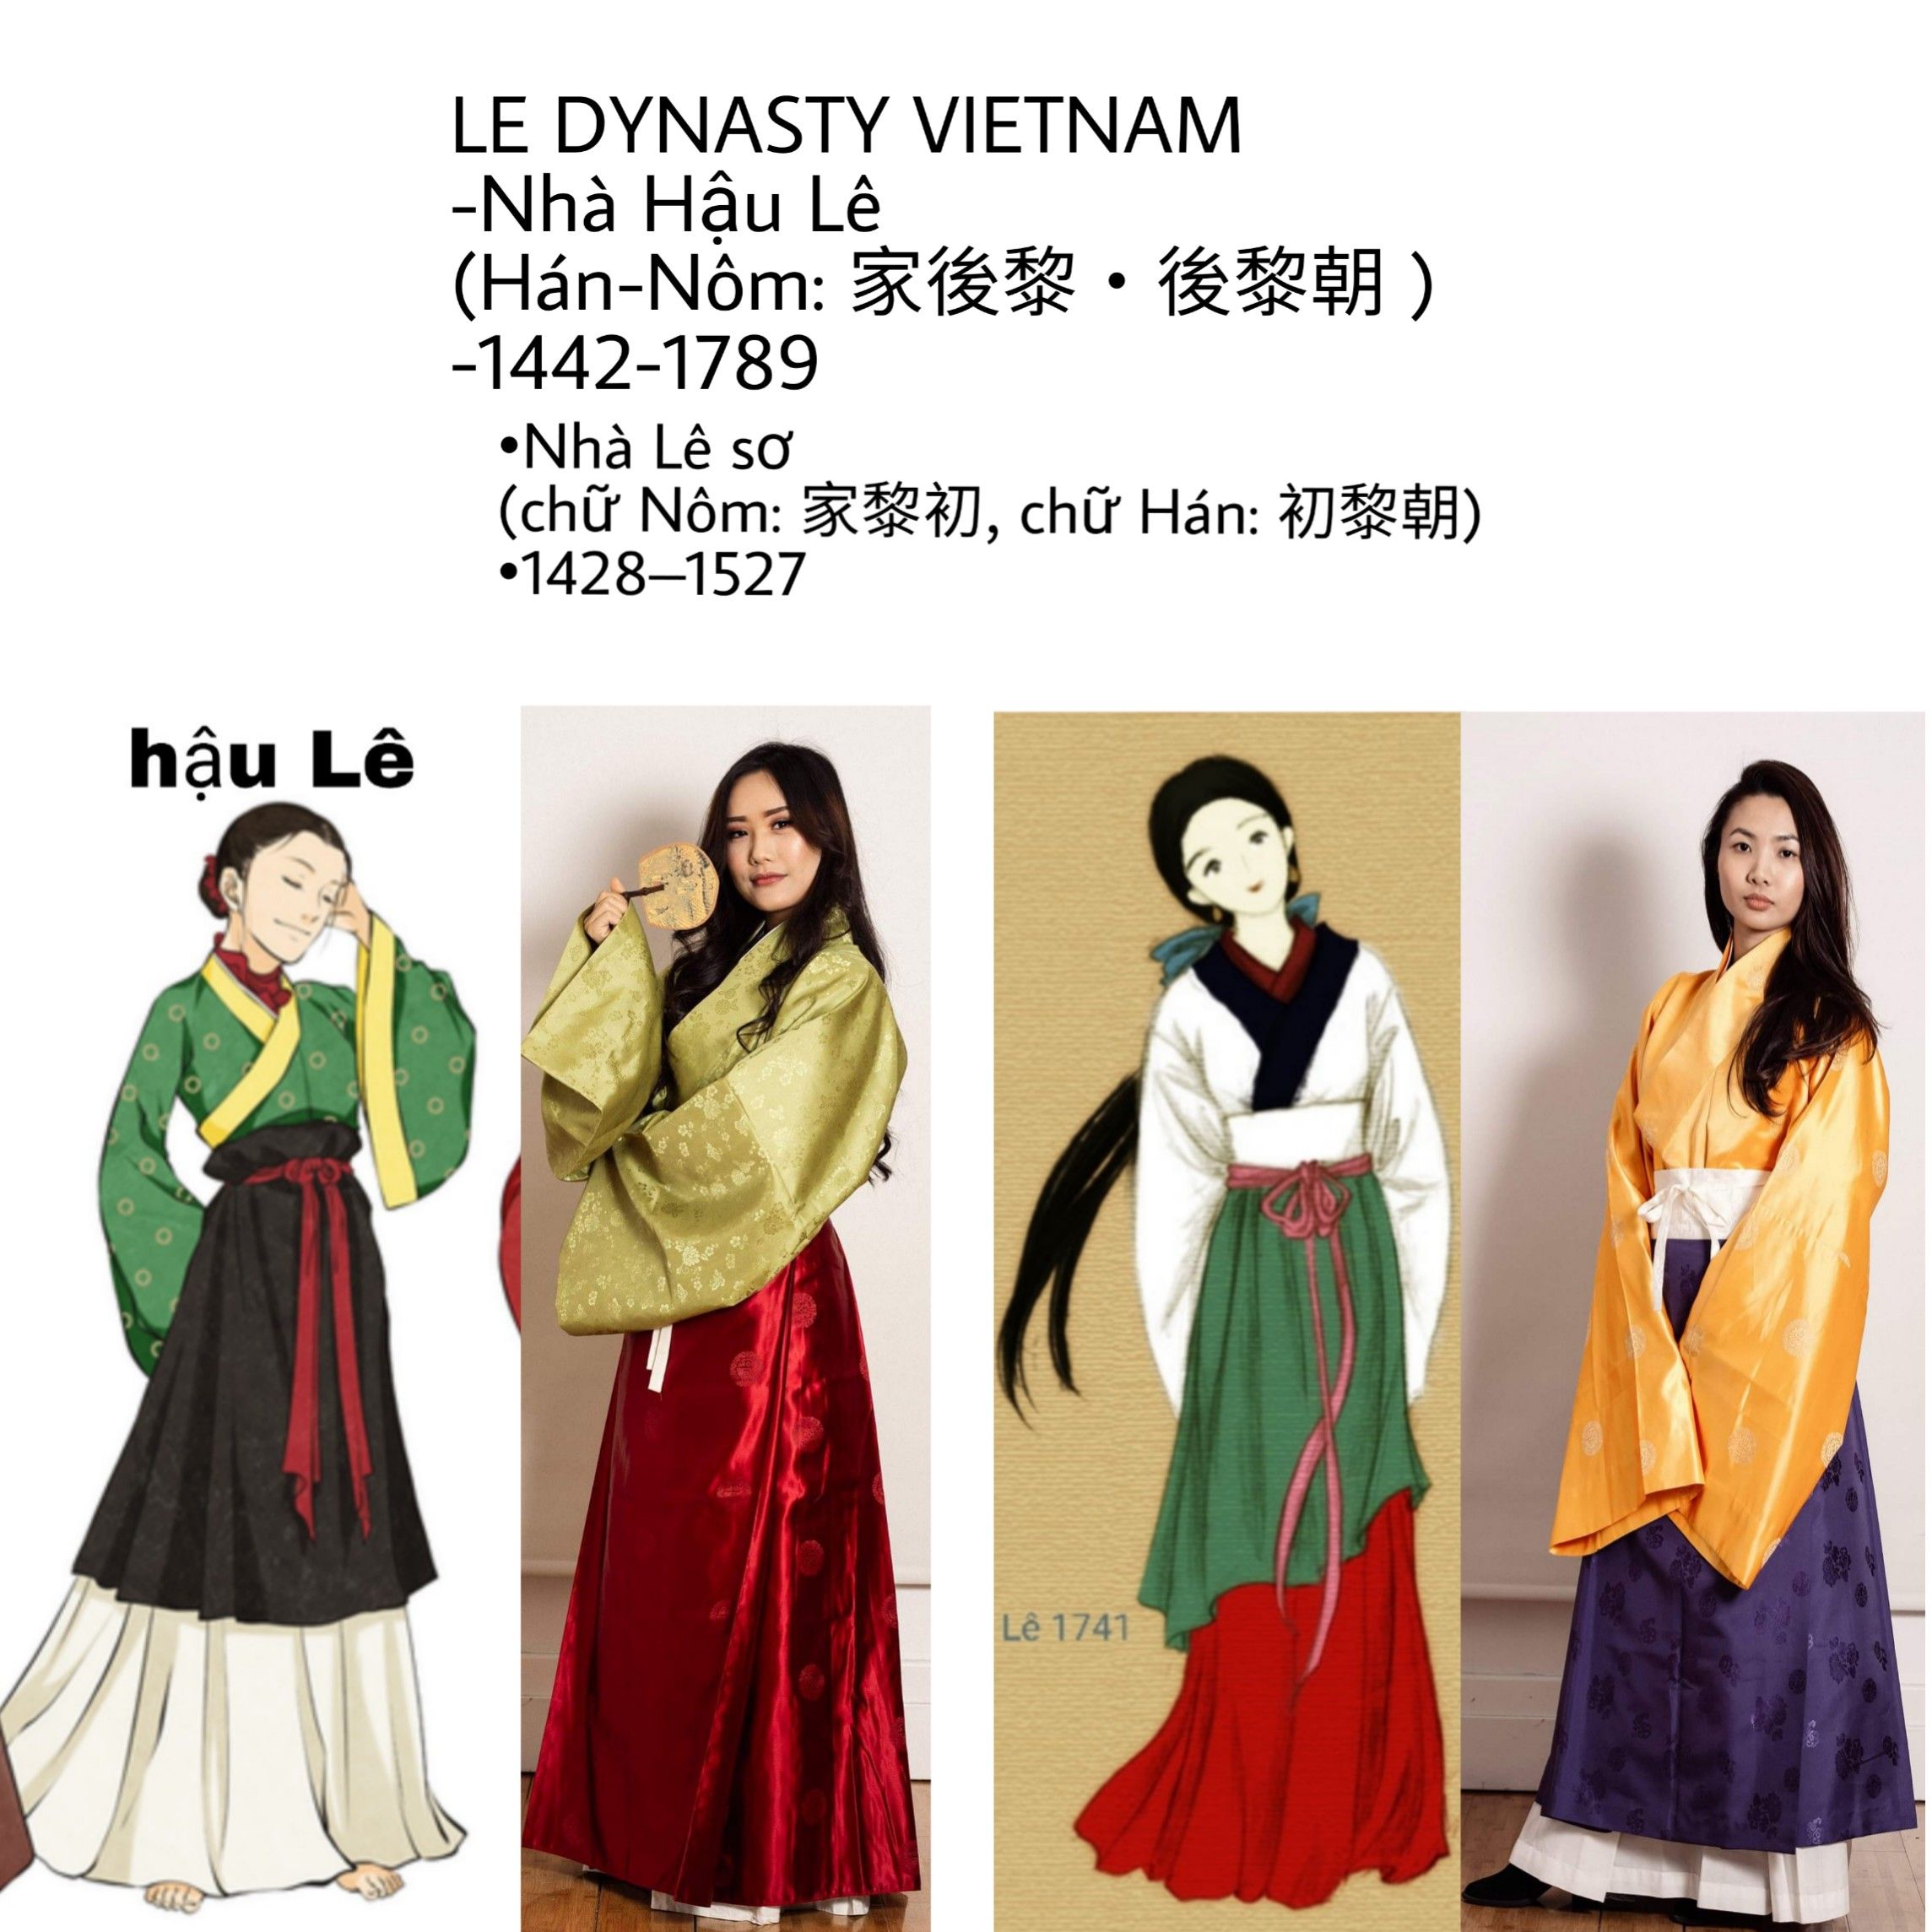 LE DYNASTY VIETNAM
-Nhà Hậu Lê
(Hán-Nôm: 家後黎・後黎朝 )
-1442-1789
•Nhà Lê sơ
(chữ Nôm: 家黎初, chữ Hán: 初黎朝)
•1428—1527
hậu Lê
Lê 1741